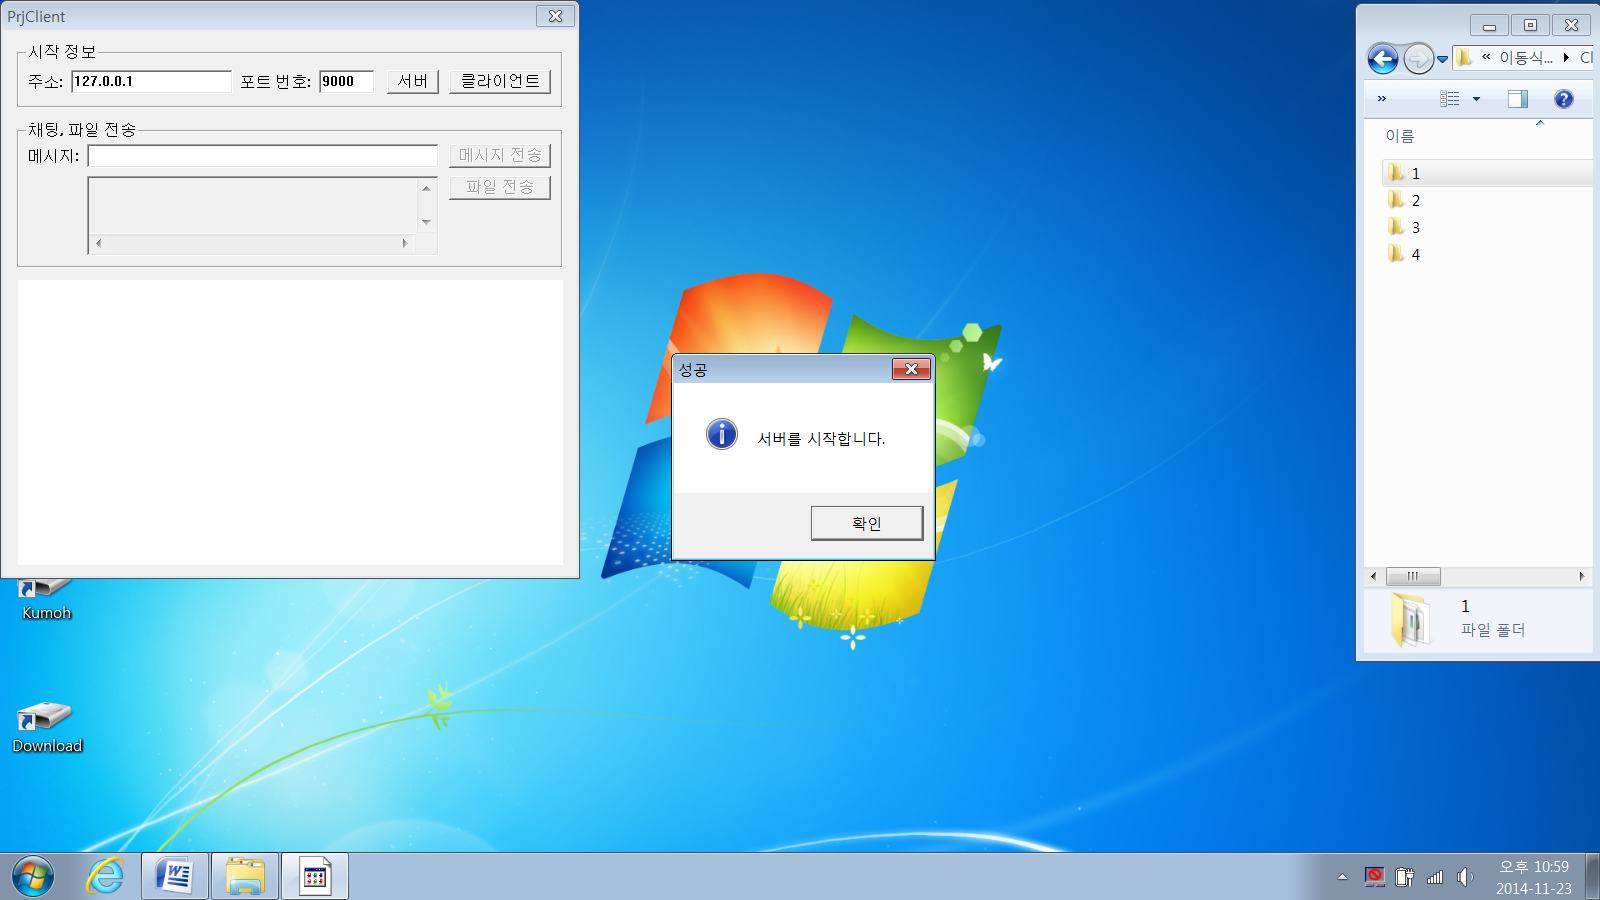 PrjClient
시작 정보
주소: 127.0.0.1 포트 번호: 9000 서버 클라이언트
채팅, 파일 전송
메시지: 메시지 전송
파일 전송
성공
서버를 시작합니다.
확인
« 이동식...
»
이름
1
2
3
4
1
파일 폴더
Kumoh
Download
오후 10:59
2014-11-23